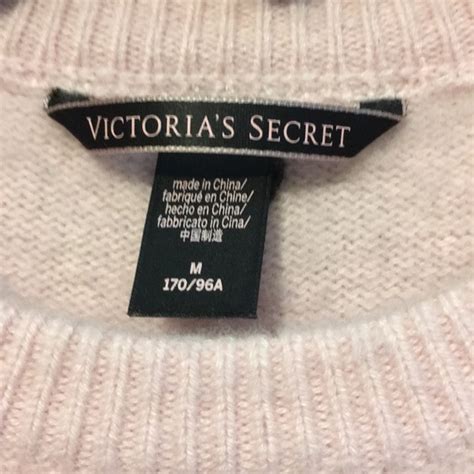 VICTORIA'S SECRET
made in China/
fabriqué en Chine/
hecho en China/
fabbricato in Cina/
中国制造
M
170/96A